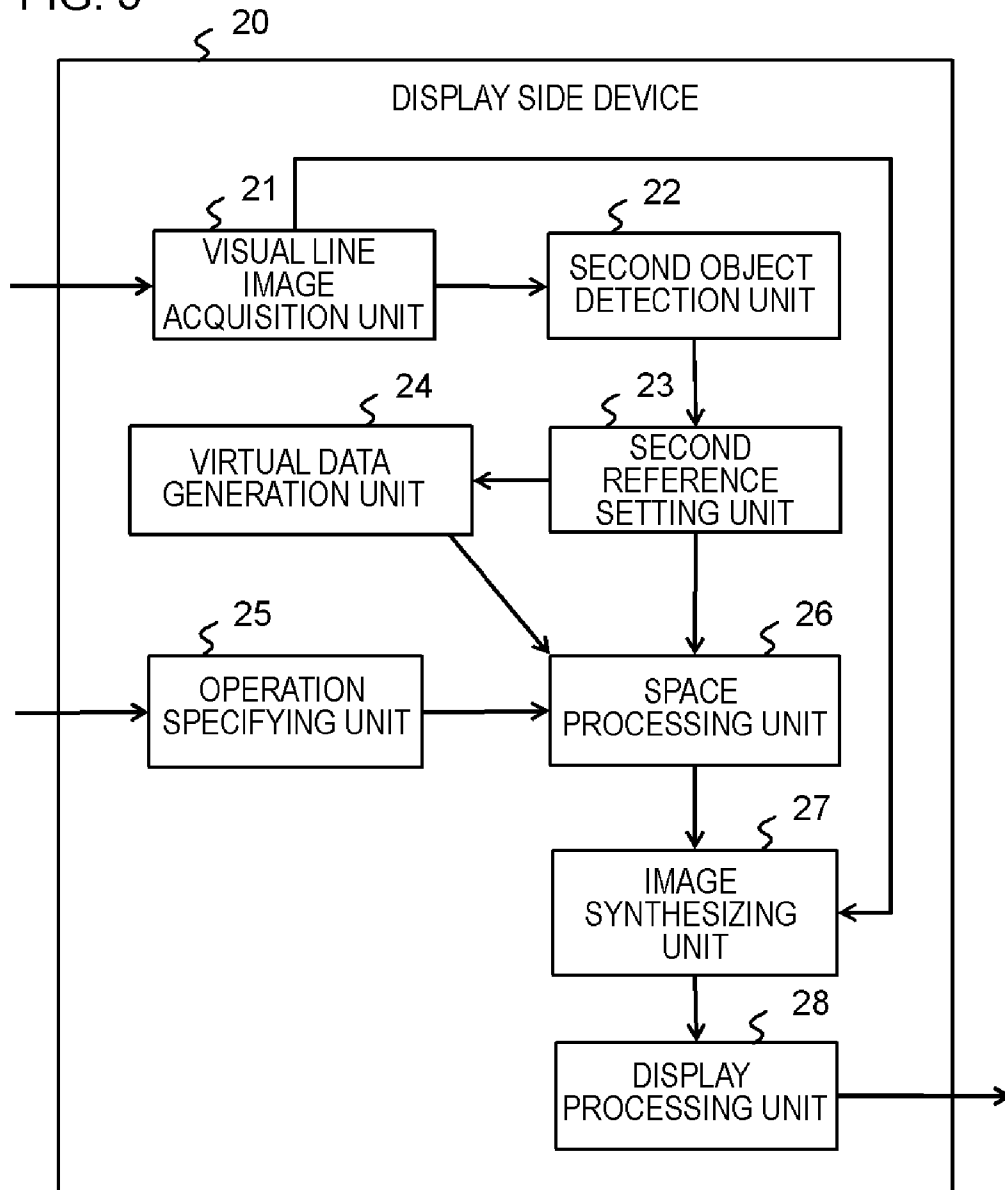 20
DISPLAY SIDE DEVICE
21
VISUAL LINE
IMAGE
ACQUISITION UNIT
22
SECOND OBJECT
DETECTION UNIT
24
VIRTUAL DATA
GENERATION UNIT
23
SECOND
REFERENCE
SETTING UNIT
25
OPERATION
SPECIFYING UNIT
26
SPACE
PROCESSING UNIT
27
IMAGE
SYNTHESIZING
UNIT
28
DISPLAY
PROCESSING UNIT